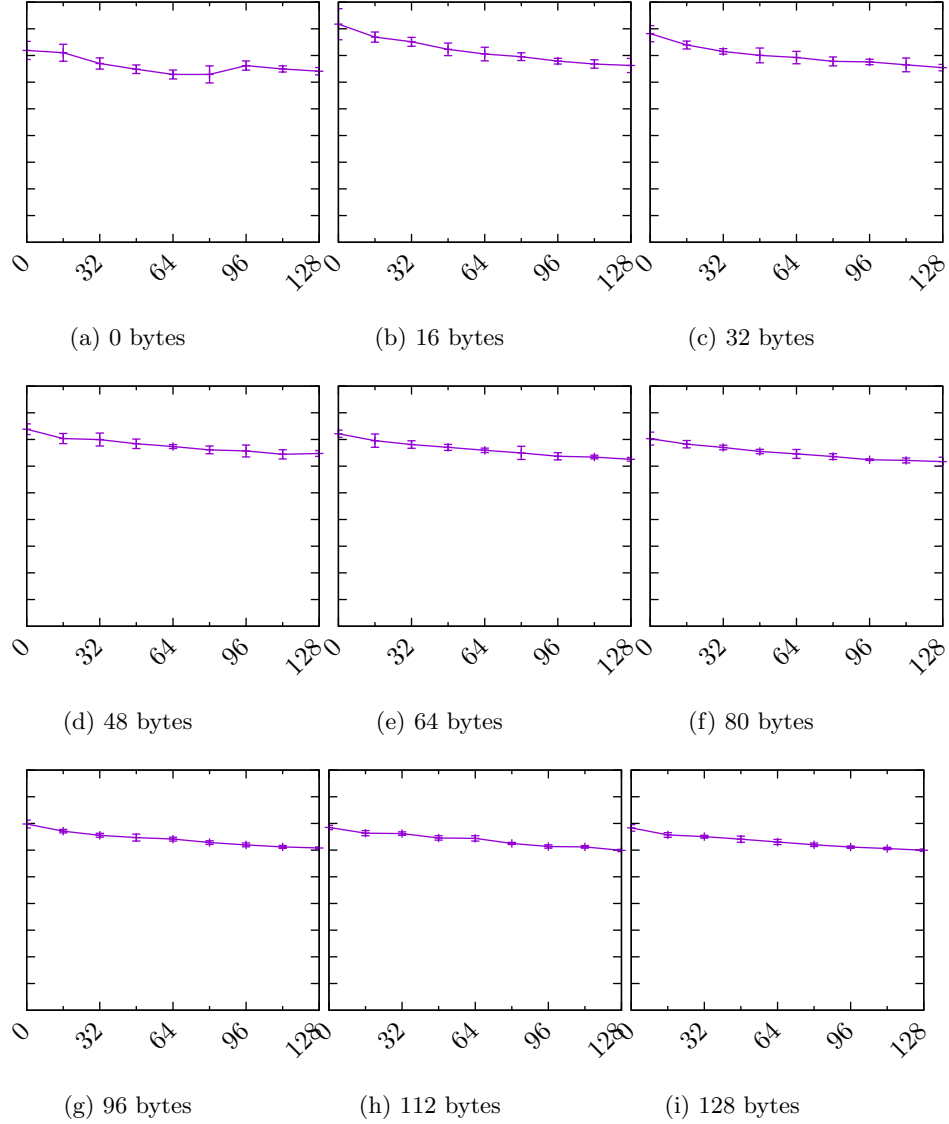 0 32 64 96 128 0 32 64 96 128 0 32 64 96 128
(a) 0 bytes (b) 16 bytes (c) 32 bytes
0 32 64 96 128 0 32 64 96 128 0 32 64 96 128
(d) 48 bytes (e) 64 bytes (f) 80 bytes
0 32 64 96 128 0 32 64 96 128 0 32 64 96 128
(g) 96 bytes (h) 112 bytes (i) 128 bytes